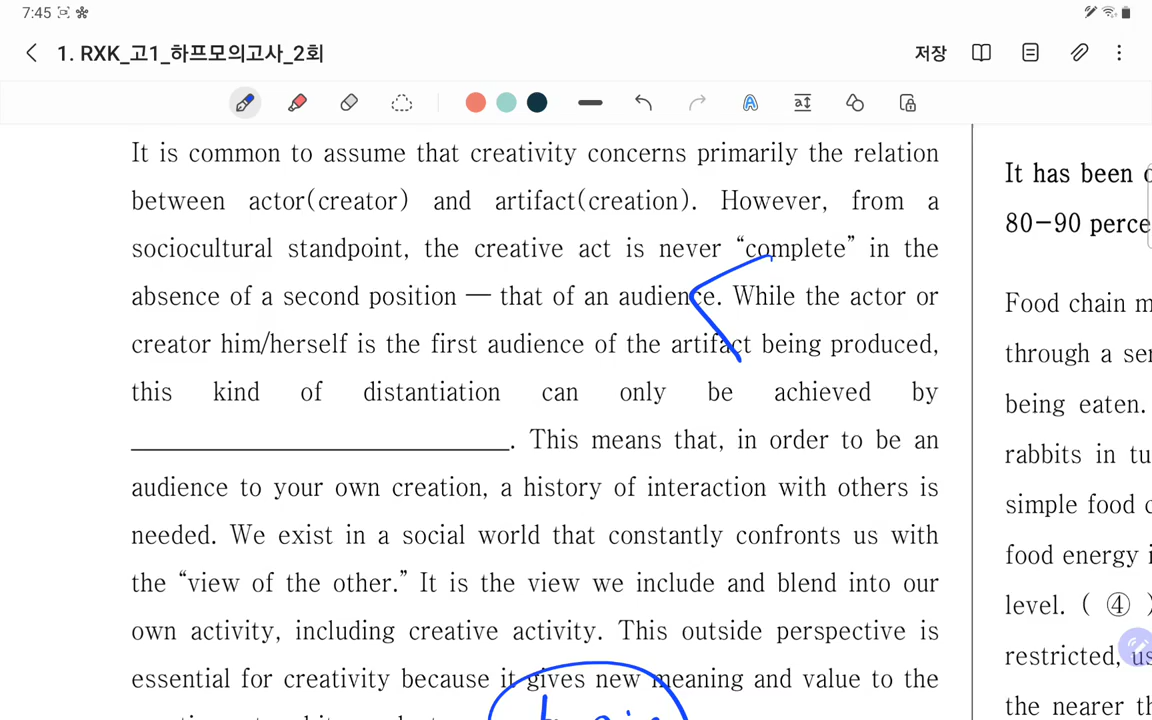 7:45
1. RXK_고1_하프모의고사_2회
저장
It is common to assume that creativity concerns primarily the relation
between actor(creator) and artifact(creation). However, from a
sociocultural standpoint, the creative act is never “complete” in the
absence of a second position — that of an audience. While the actor or
creator him/herself is the first audience of the artifact being produced,
this kind of distantiation can only be achieved by
. This means that, in order to be an
audience to your own creation, a history of interaction with others is
needed. We exist in a social world that constantly confronts us with
the “view of the other.” It is the view we include and blend into our
own activity, including creative activity. This outside perspective is
essential for creativity because it gives new meaning and value to the
It has been
80-90 perce
Food chain m
through a se
being eaten.
rabbits in tu
simple food c
food energy i
level. ( ④ )
restricted, us
the nearer th